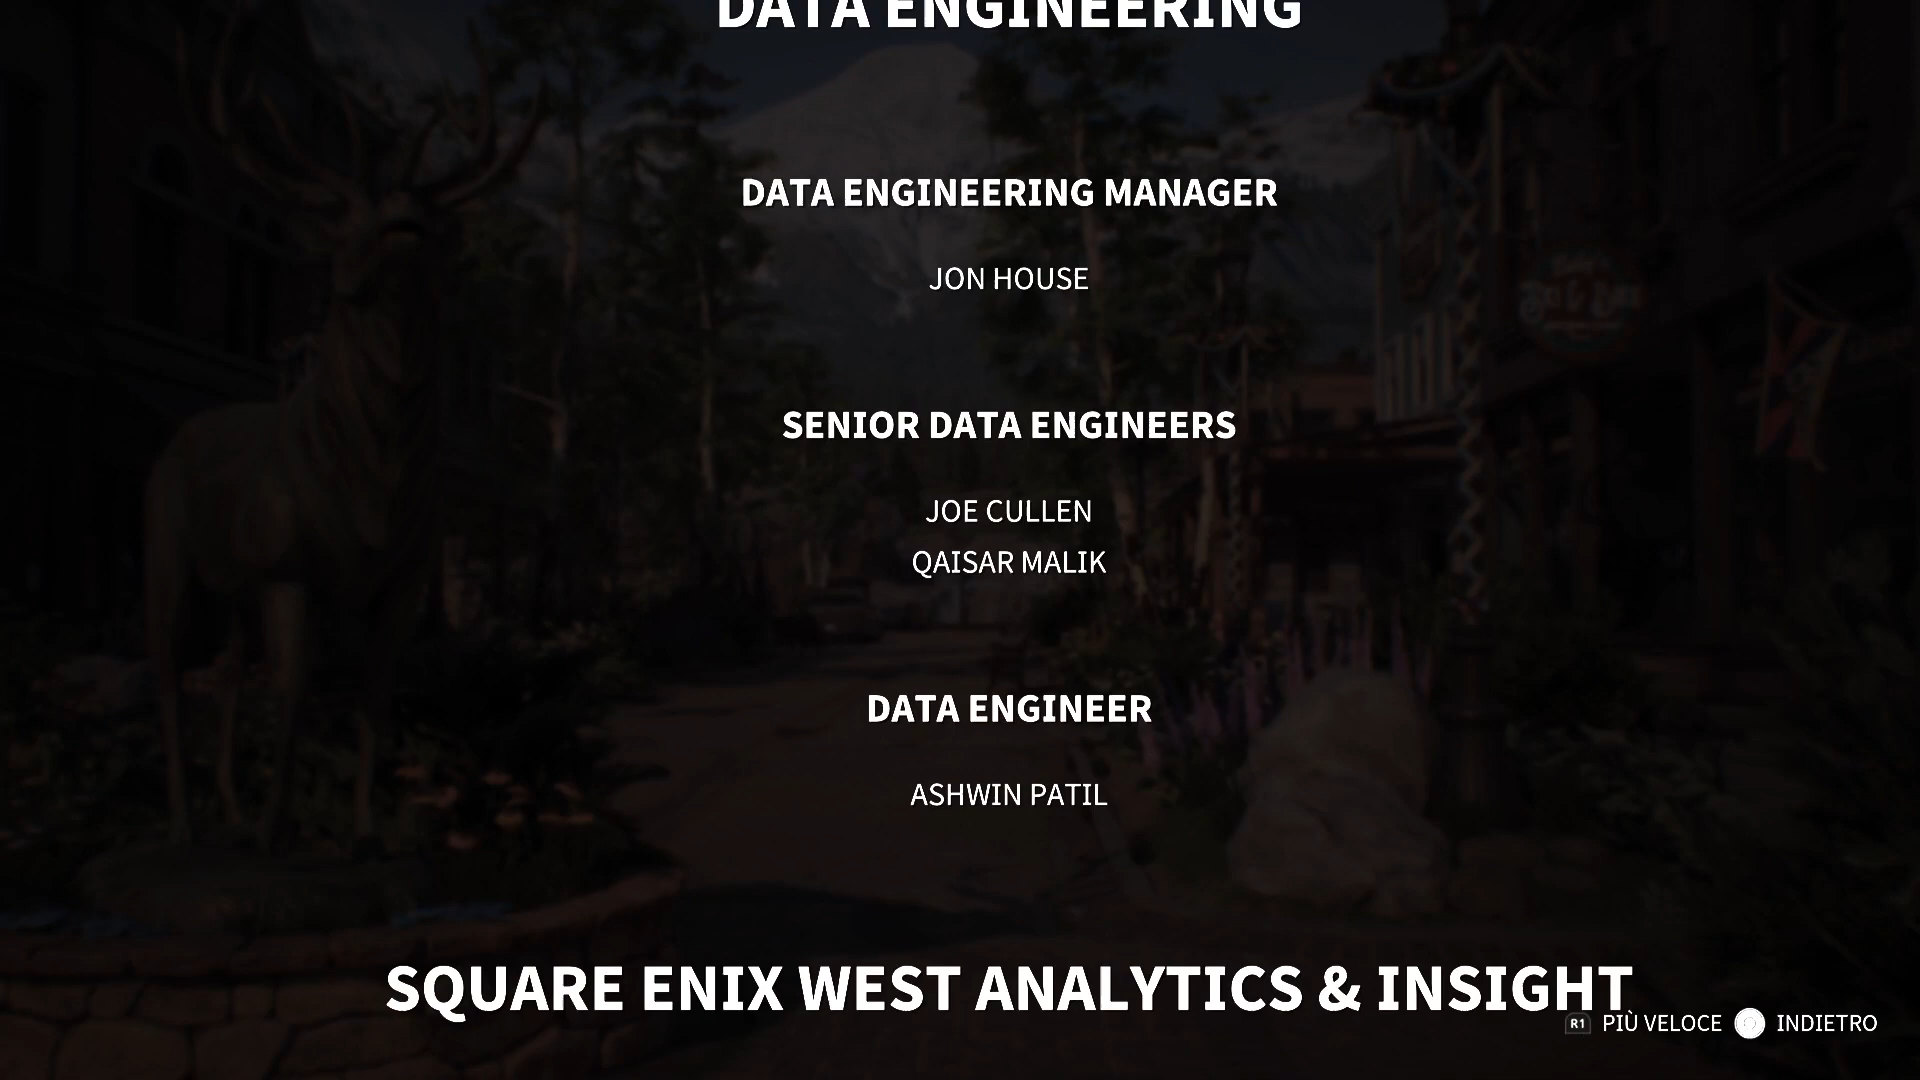 DATA ENGINEERING
DATA ENGINEERING MANAGER
JON HOUSE
SENIOR DATA ENGINEERS
JOE CULLEN
QAISAR MALIK
DATA ENGINEER
ASHWIN PATIL
SQUARE ENIX WEST ANALYTICS & INSIGHT
R1 PIÙ VELOCE INDIETRO